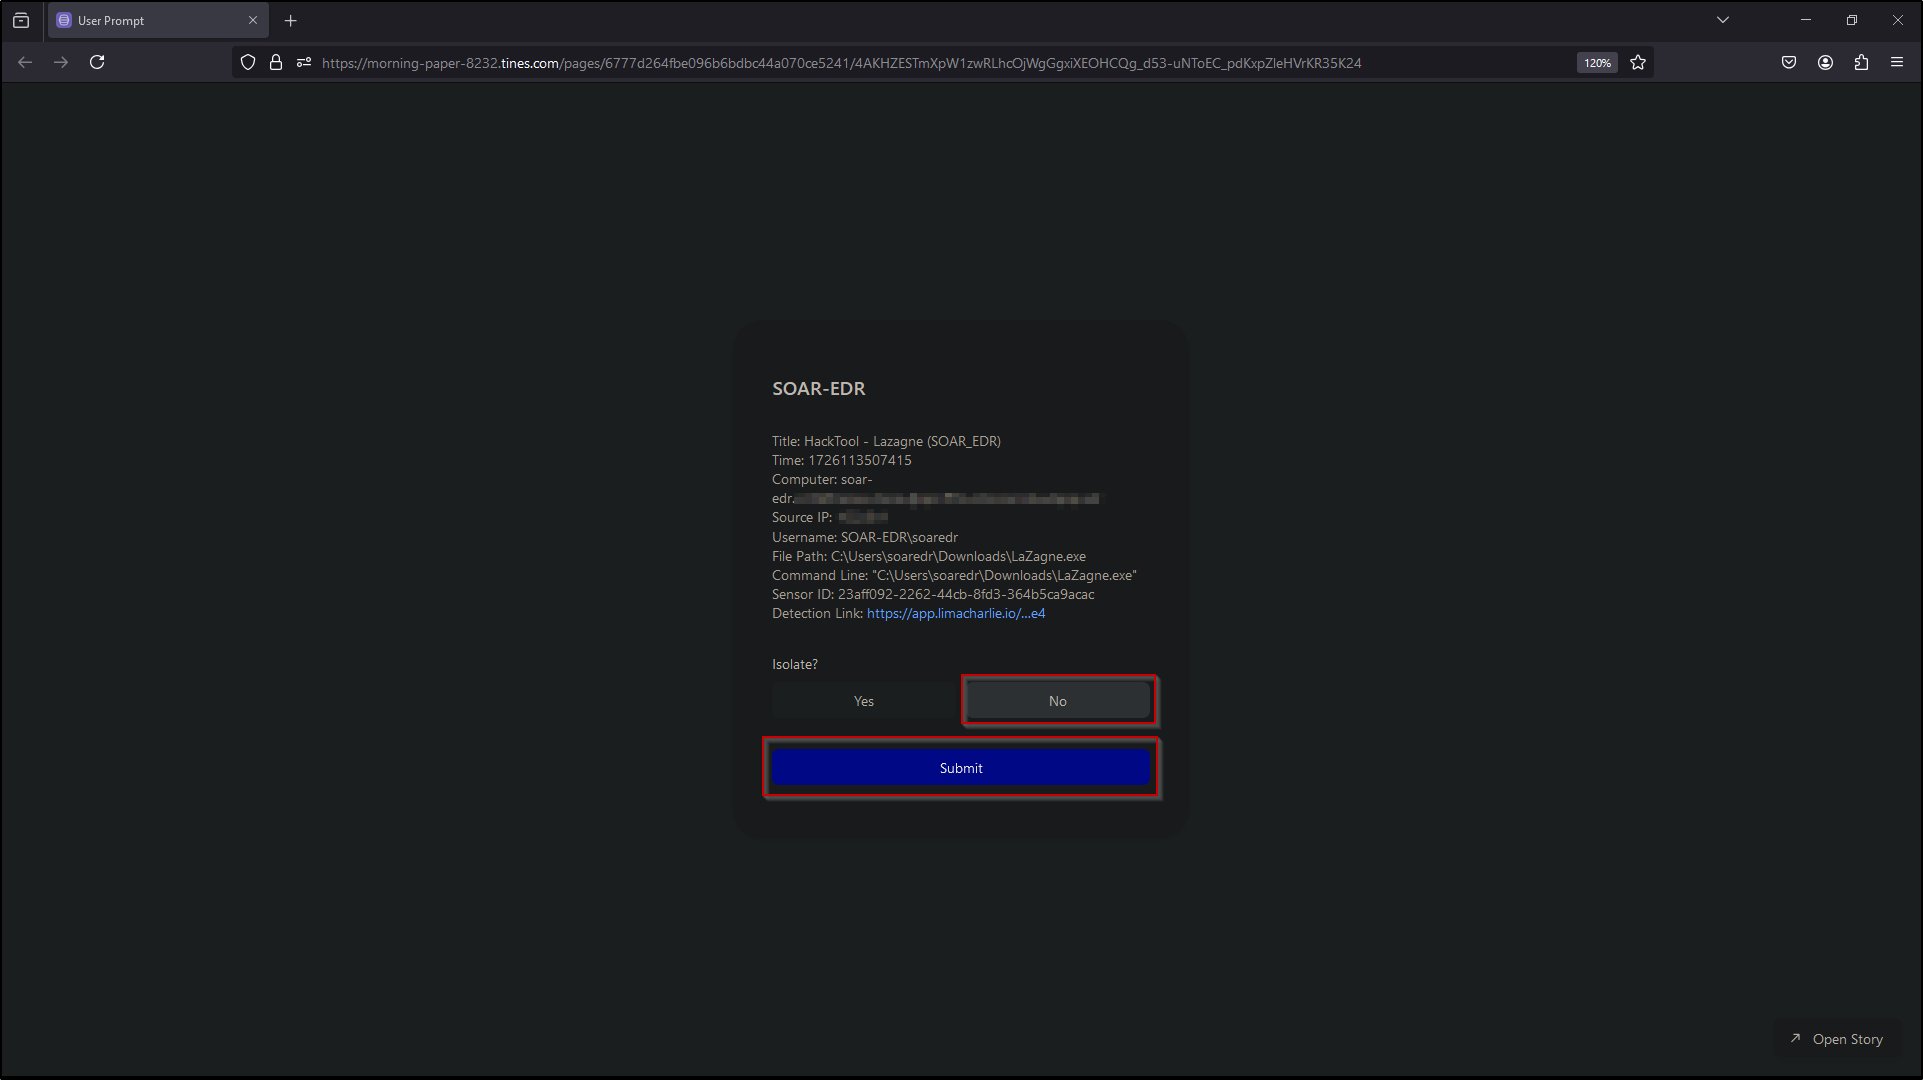 User Prompt
https://morning-paper-8232.tines.com/pages/6777d264fbe096b6bdbc44a070ce5241/4AKHZESTmXpW1zwRLhcOjWgGgxiXEOHCQg_d53-uNToEC_pdKxpZleHVrKR35K24
120%
SOAR-EDR
Title: HackTool - Lazagne (SOAR_EDR)
Time: 1726113507415
Computer: soar-
edr.
Source IP:
Username: SOAR-EDR\soaredr
File Path: C:\Users\soaredr\Downloads\LaZagne.exe
Command Line: "C:\Users\soaredr\Downloads\LaZagne.exe"
Sensor ID: 23aff092-2262-44cb-8fd3-364b5ca9acac
Detection Link: https://app.limacharlie.io/...e4
Isolate?
Yes
No
Submit
Open Story